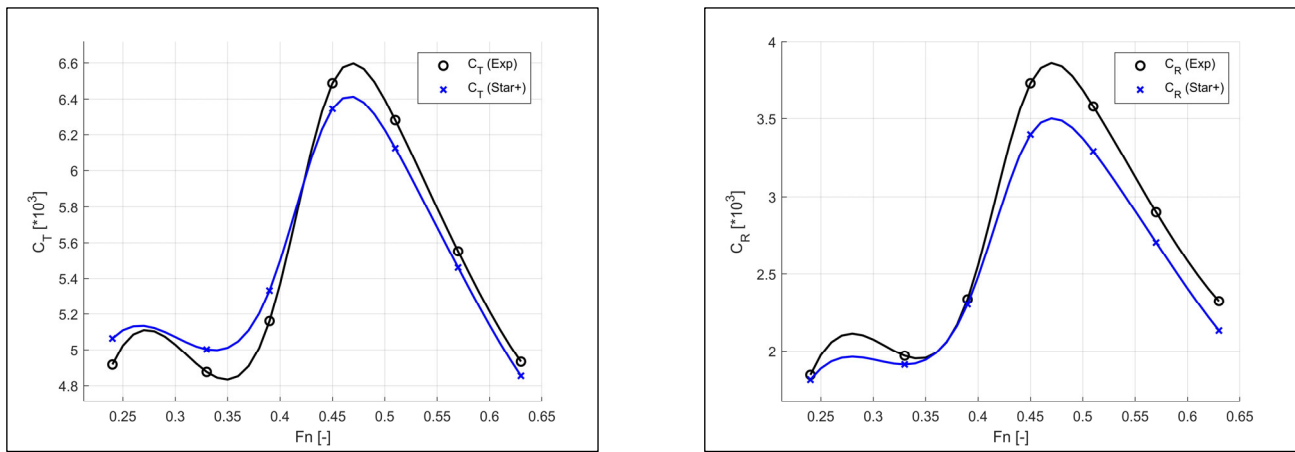 C_T [*10^3]
6.6
6.4
6.2
6
5.8
5.6
5.4
5.2
5
4.8
C_T (Exp)
C_T (Star+)
0.25 0.3 0.35 0.4 0.45 0.5 0.55 0.6 0.65
Fn [-]
C_R [*10^3]
4
3.5
3
2.5
2
C_R (Exp)
C_R (Star+)
0.25 0.3 0.35 0.4 0.45 0.5 0.55 0.6 0.65
Fn [-]